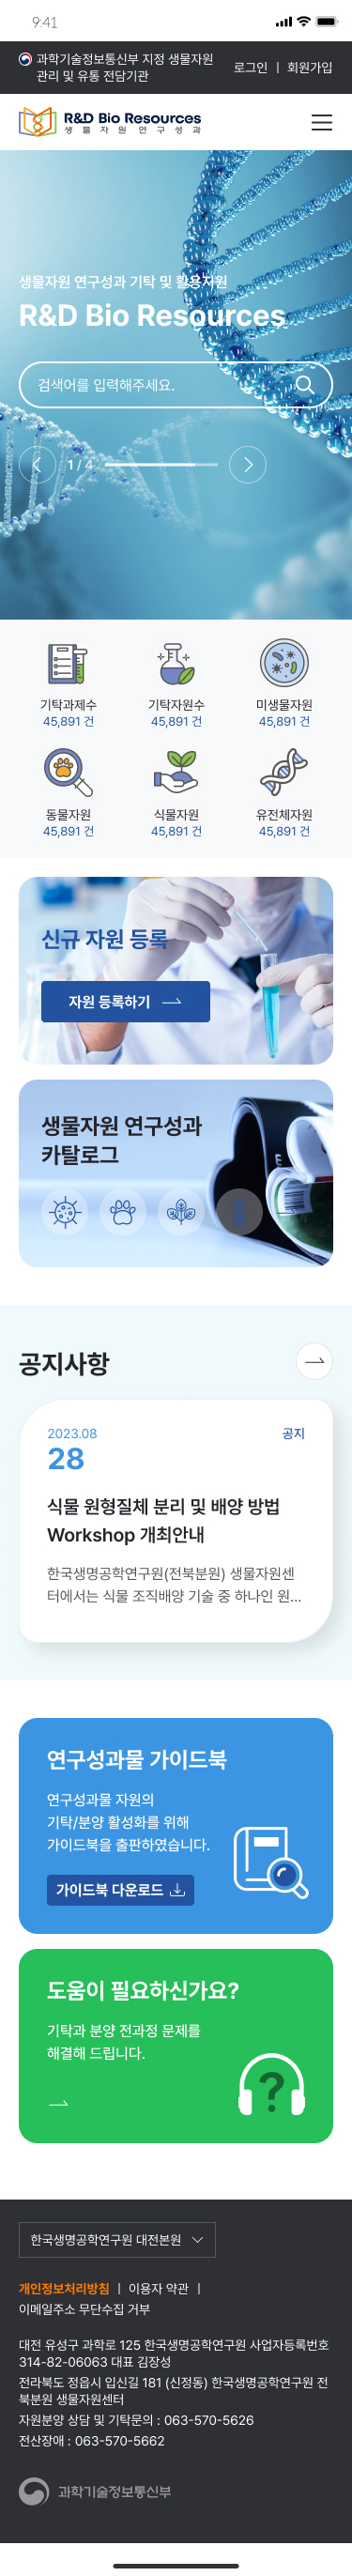 9:41
과학기술정보통신부 지정 생물자원
관리 및 유통 전담기관
로그인 | 회원가입
R&D Bio Resources
생물자원연구성과
생물자원 연구성과 기탁 및 활용자원
R&D Bio Resources
검색어를 입력해주세요.
1 / 4
기탁과제수 기탁자원수 미생물자원
45,891 건 45,891 건 45,891 건
동물자원 식물자원 유전체자원
45,891 건 45,891 건 45,891 건
신규 자원 등록
자원 등록하기
생물자원 연구성과
카탈로그
공지사항
2023.08 공지
28
식물 원형질체 분리 및 배양 방법
Workshop 개최안내
한국생명공학연구원(전북분원) 생물자원센
터에서는 식물 조직배양 기술 중 하나인 원...
연구성과물 가이드북
연구성과물 자원의
기탁/분양 활성화를 위해
가이드북을 출판하였습니다.
가이드북 다운로드
도움이 필요하신가요?
기탁과 분양 전과정 문제를
해결해 드립니다.
?
한국생명공학연구원 대전본원
개인정보처리방침 | 이용자 약관 |
이메일주소 무단수집 거부
대전 유성구 과학로 125 한국생명공학연구원 사업자등록번호
314-82-06063 대표 김장성
전라북도 정읍시 입신길 181 (신정동) 한국생명공학연구원 전
북분원 생물자원센터
자원분양 상담 및 기탁문의 : 063-570-5626
전산장애 : 063-570-5662
과학기술정보통신부